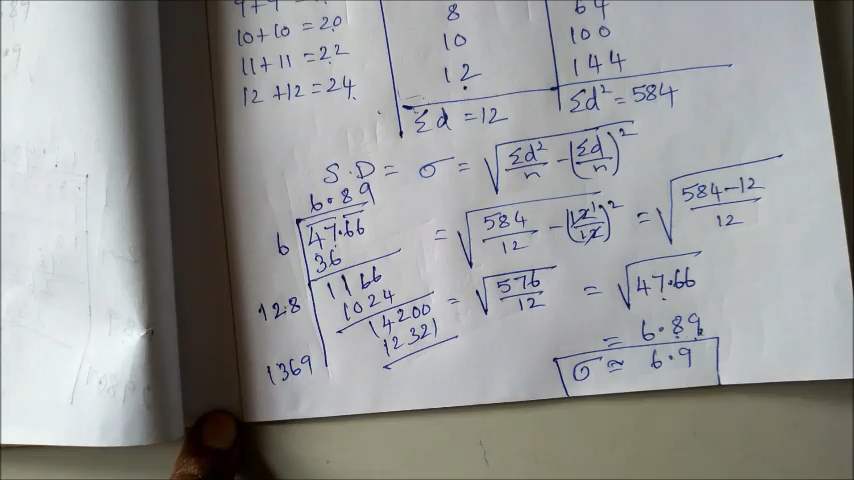 10+10 = 20
11+11 = 22
12+12 = 24
8
10
12
64
100
144
Σd = 12
Σd² = 584
S.D = σ = √(Σd²/n - (Σd/n)²)
= √(584/12 - (12/12)²) = √((584-12)/12)
= √(576/12) = √47.66
= 6.89
σ ≃ 6.9
6.89
6 47.66
36
128 1166
1024
14200
1369 12321